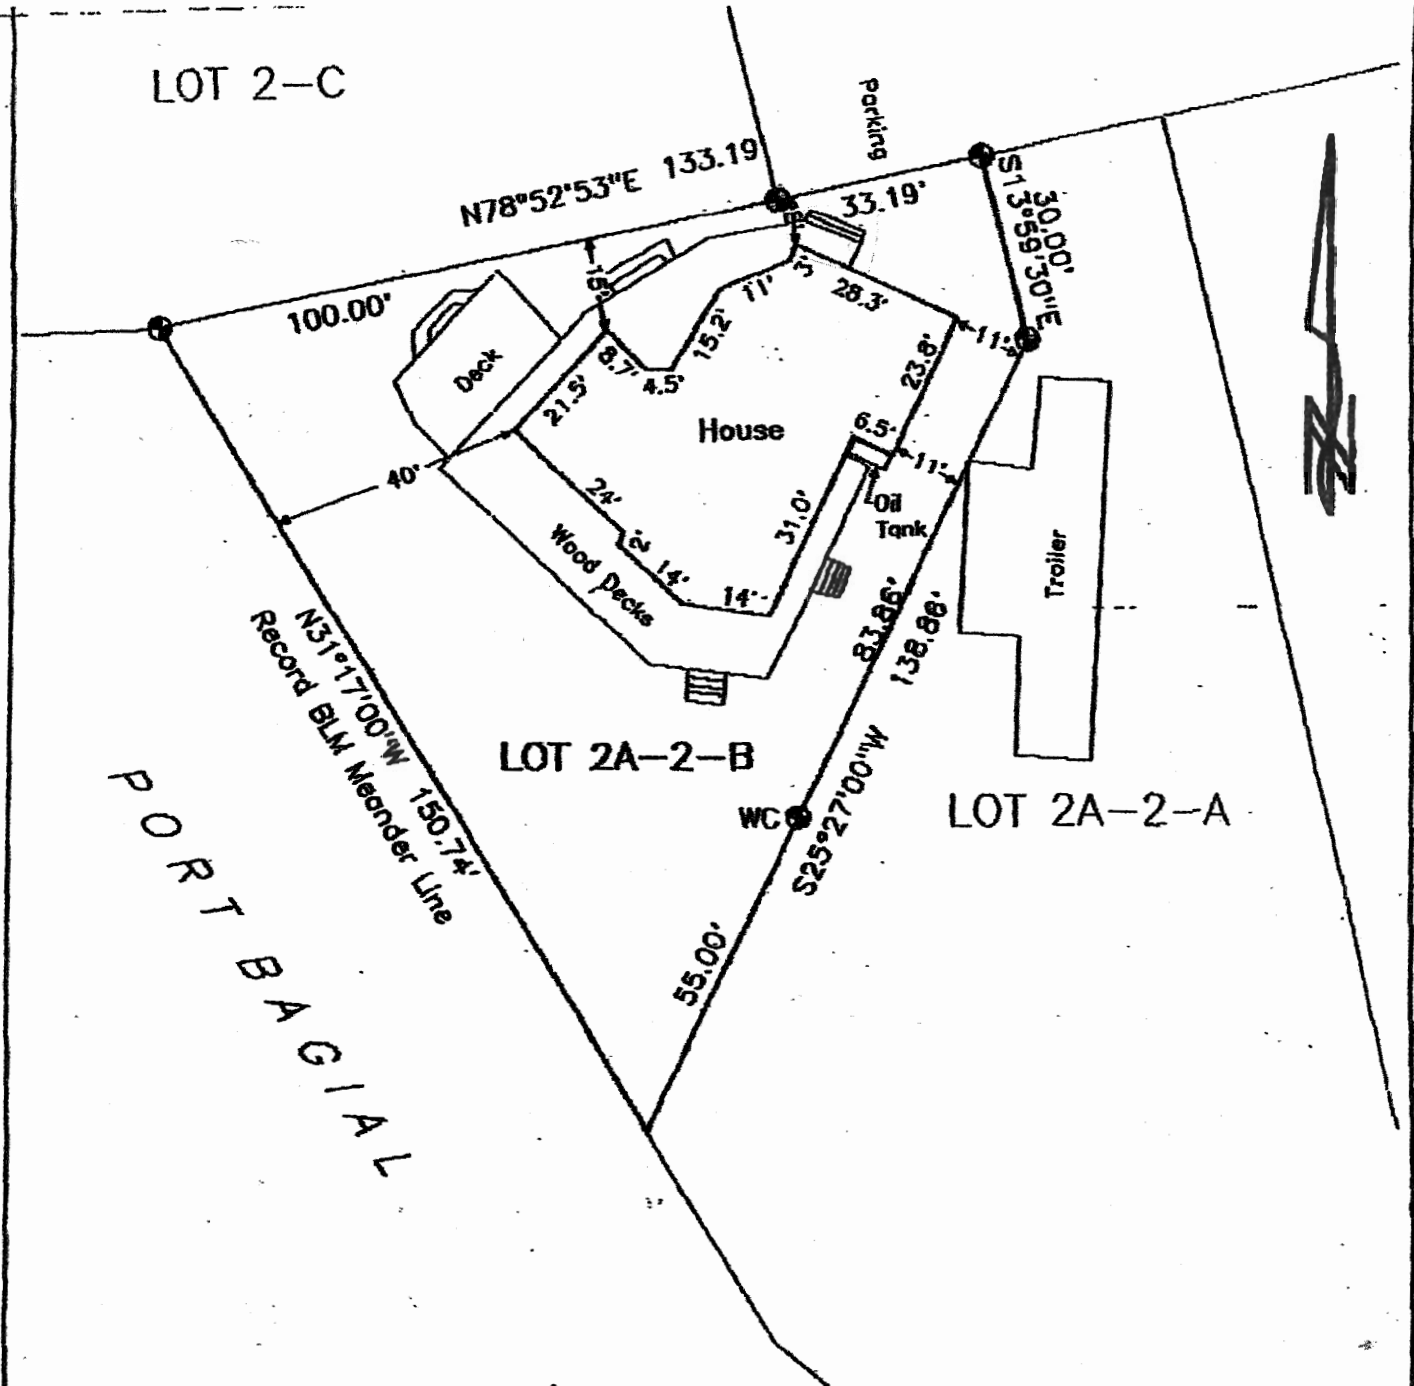 LOT 2-C
Parking
N78°52'53"E 133.19
33.19'
S13°59'30"E
30.00'
100.00'
15'
3'
11'
28.3'
11'
Deck
8.7'
4.5'
15.2'
23.8'
21.5'
House
6.5'
11'
40'
24'
Oil
Tank
31.0'
Wood Decks
2'
14'
14'
Trailer
83.86'
138.86'
N31°17'00"W 150.74'
Record BLM Meander Line
LOT 2A-2-B
WC
S25°27'00"W
LOT 2A-2-A
55.00'
PORT BAGIAL
N